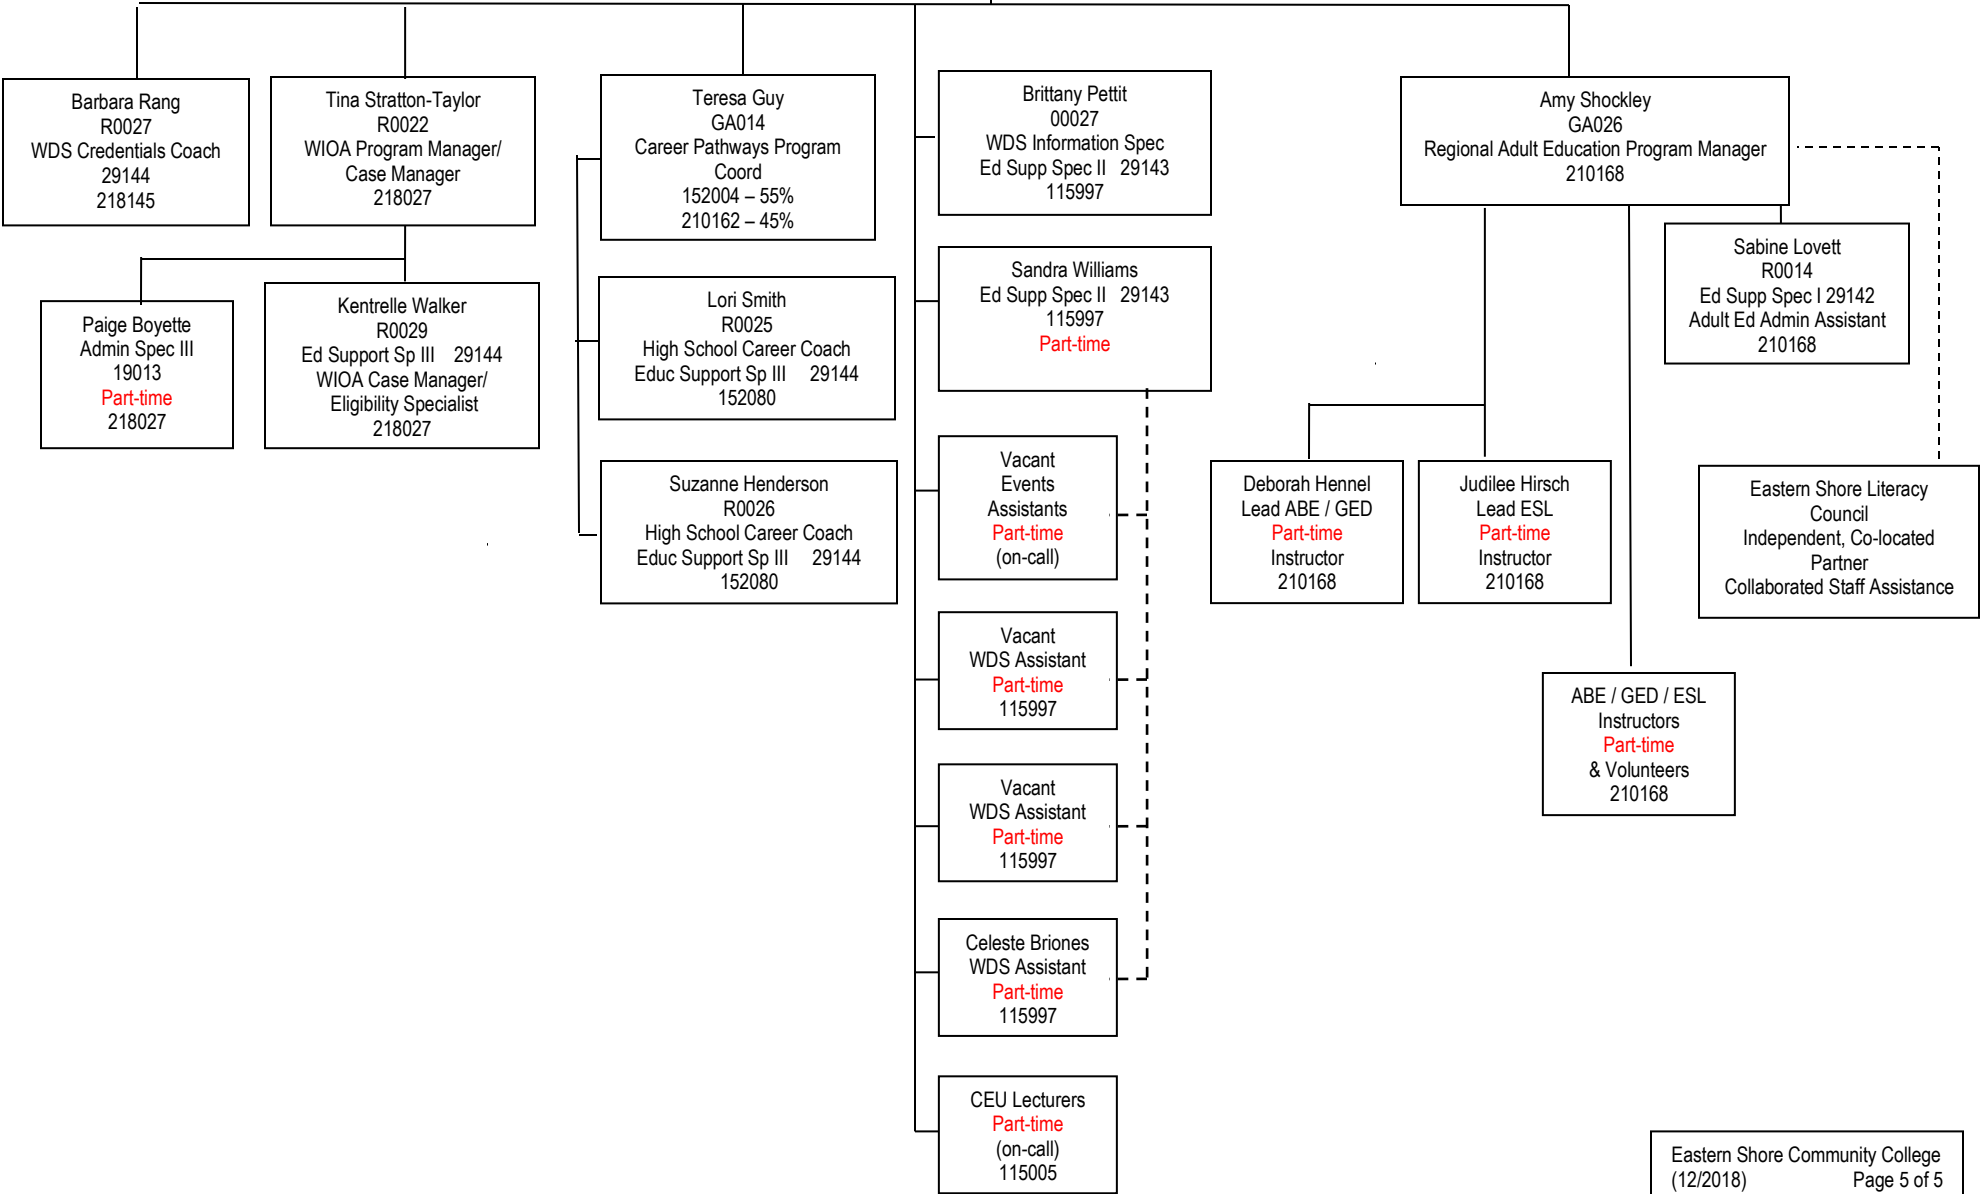 Barbara Rang
R0027
WDS Credentials Coach
29144
218145
Tina Stratton-Taylor
R0022
WIOA Program Manager/
Case Manager
218027
Teresa Guy
GA014
Career Pathways Program
Coord
152004 – 55%
210162 – 45%
Brittany Pettit
00027
WDS Information Spec
Ed Supp Spec II 29143
115997
Amy Shockley
GA026
Regional Adult Education Program Manager
210168
Paige Boyette
Admin Spec III
19013
Part-time
218027
Kentrelle Walker
R0029
Ed Support Sp III 29144
WIOA Case Manager/
Eligibility Specialist
218027
Lori Smith
R0025
High School Career Coach
Educ Support Sp III 29144
152080
Suzanne Henderson
R0026
High School Career Coach
Educ Support Sp III 29144
152080
Sandra Williams
Ed Supp Spec II 29143
115997
Part-time
Vacant
Events
Assistants
Part-time
(on-call)
Vacant
WDS Assistant
Part-time
115997
Vacant
WDS Assistant
Part-time
115997
Celeste Briones
WDS Assistant
Part-time
115997
CEU Lecturers
Part-time
(on-call)
115005
Sabine Lovett
R0014
Ed Supp Spec I 29142
Adult Ed Admin Assistant
210168
Deborah Hennel
Lead ABE / GED
Part-time
Instructor
210168
Judilee Hirsch
Lead ESL
Part-time
Instructor
210168
Eastern Shore Literacy
Council
Independent, Co-located
Partner
Collaborated Staff Assistance
ABE / GED / ESL
Instructors
Part-time
& Volunteers
210168
Eastern Shore Community College
(12/2018) Page 5 of 5